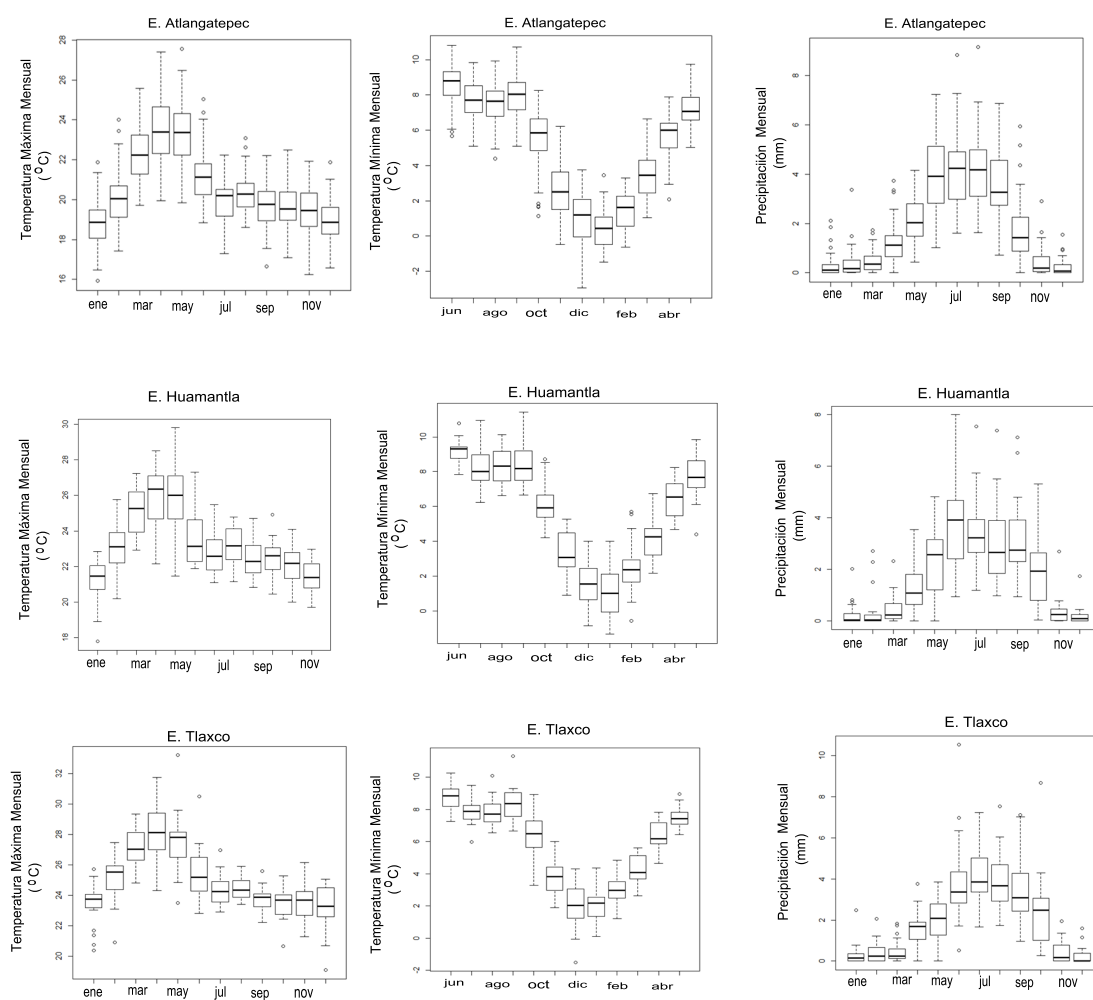 E. Atlangatepec
Temperatura Máxima Mensual
(°C)
28
26
24
22
20
18
16
ene mar may jul sep nov
E. Atlangatepec
Temperatura Mínima Mensual
(°C)
10
8
6
4
2
0
-2
jun ago oct dic feb abr
E. Atlangatepec
Precipitaciión Mensual
(mm)
8
6
4
2
0
ene mar may jul sep nov
E. Huamantla
Temperatura Máxima Mensual
(°C)
30
28
26
24
22
20
18
ene mar may jul sep nov
E. Huamantla
Temperatura Mínima Mensual
(°C)
10
8
6
4
2
0
jun ago oct dic feb abr
E. Huamantla
Precipitaciión Mensual
(mm)
8
6
4
2
0
ene mar may jul sep nov
E. Tlaxco
Temperatura Máxima Mensual
(°C)
32
30
28
26
24
22
20
ene mar may jul sep nov
E. Tlaxco
Temperatura Mínima Mensual
(°C)
10
8
6
4
2
0
-2
jun ago oct dic feb abr
E. Tlaxco
Precipitaciión Mensual
(mm)
10
8
6
4
2
0
ene mar may jul sep nov